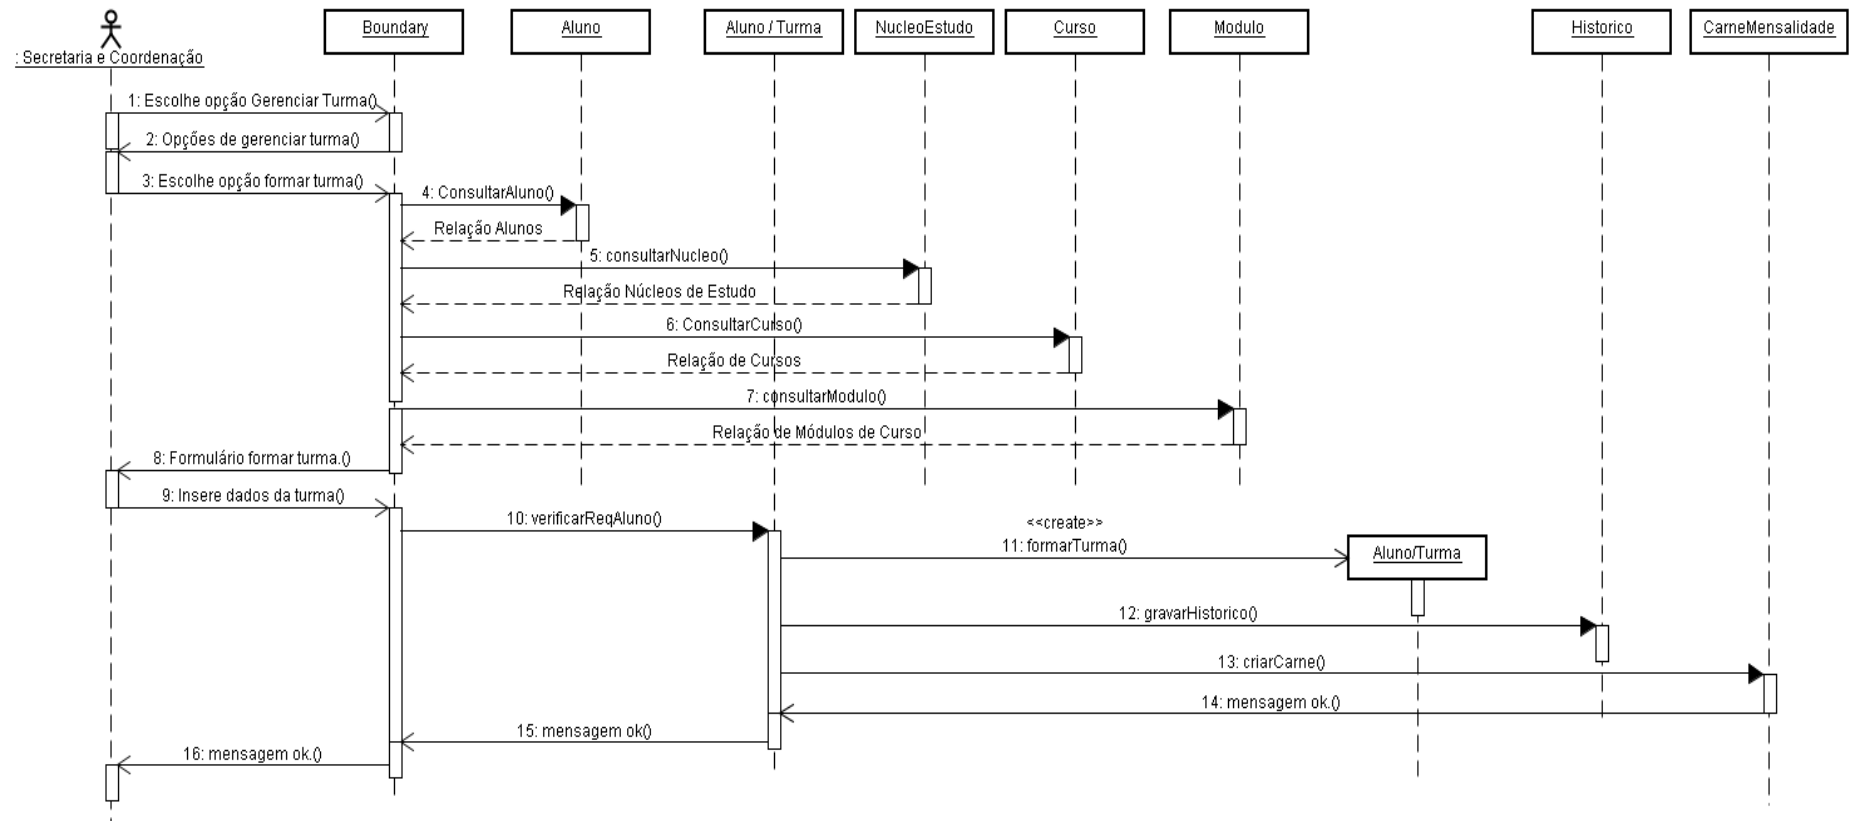 Boundary
Aluno
Aluno / Turma
NucleoEstudo
Curso
Modulo
Historico
CarneMensalidade
: Secretaria e Coordenação
1: Escolhe opção Gerenciar Turma()
2: Opções de gerenciar turma()
3: Escolhe opção formar turma()
4: ConsultarAluno()
Relação Alunos
5: consultarNucleo()
Relação Núcleos de Estudo
6: ConsultarCurso()
Relação de Cursos
7: consultarModulo()
Relação de Módulos de Curso
8: Formulário formar turma.()
9: Insere dados da turma()
10: verificarReqAluno()
<<create>>
11: formarTurma()
Aluno/Turma
12: gravarHistorico()
13: criarCarne()
14: mensagem ok.()
15: mensagem ok()
16: mensagem ok.()